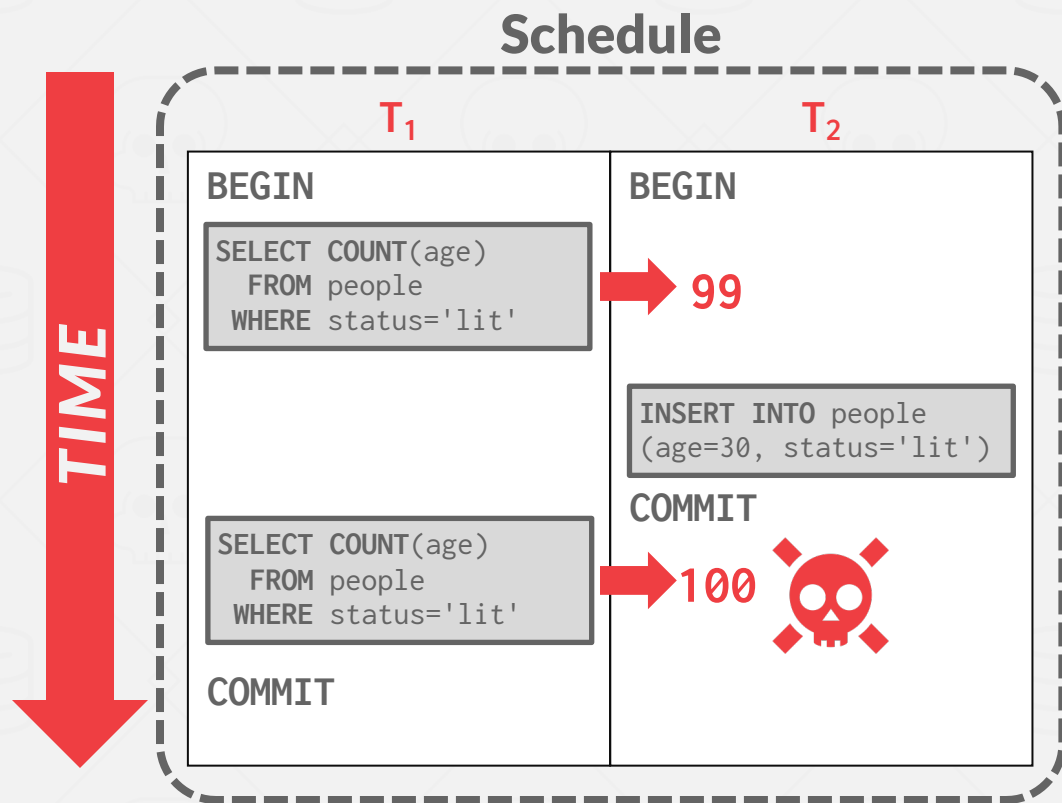 Schedule
TIME
T₁
T₂
BEGIN
BEGIN
SELECT COUNT(age)
FROM people
WHERE status='lit'
99
INSERT INTO people
(age=30, status='lit')
COMMIT
SELECT COUNT(age)
FROM people
WHERE status='lit'
100
COMMIT